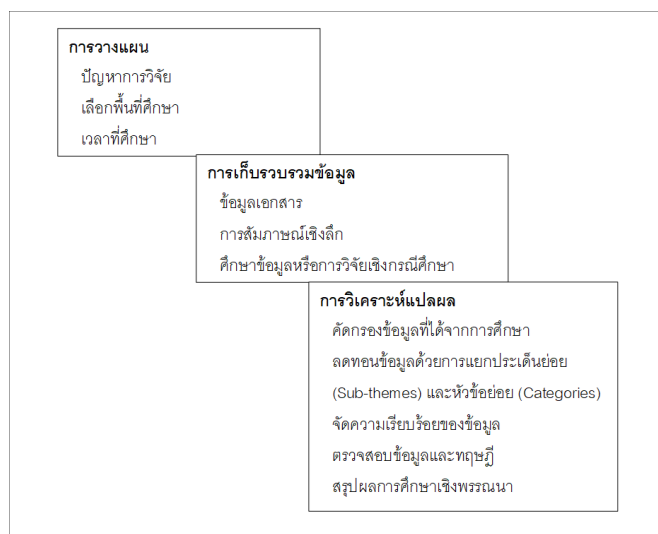 การวางแผน
ปัญหาการวิจัย
เลือกพื้นที่ศึกษา
เวลาที่ศึกษา
การเก็บรวบรวมข้อมูล
ข้อมูลเอกสาร
การสัมภาษณ์เชิงลึก
ศึกษาข้อมูลหรือการวิจัยเชิงกรณีศึกษา
การวิเคราะห์แปลผล
คัดกรองข้อมูลที่ได้จากการศึกษา
ลดทอนข้อมูลด้วยการแยกประเด็นย่อย
(Sub-themes) และหัวข้อย่อย (Categories)
จัดความเรียบร้อยของข้อมูล
ตรวจสอบข้อมูลและทฤษฎี
สรุปผลการศึกษาเชิงพรรณนา